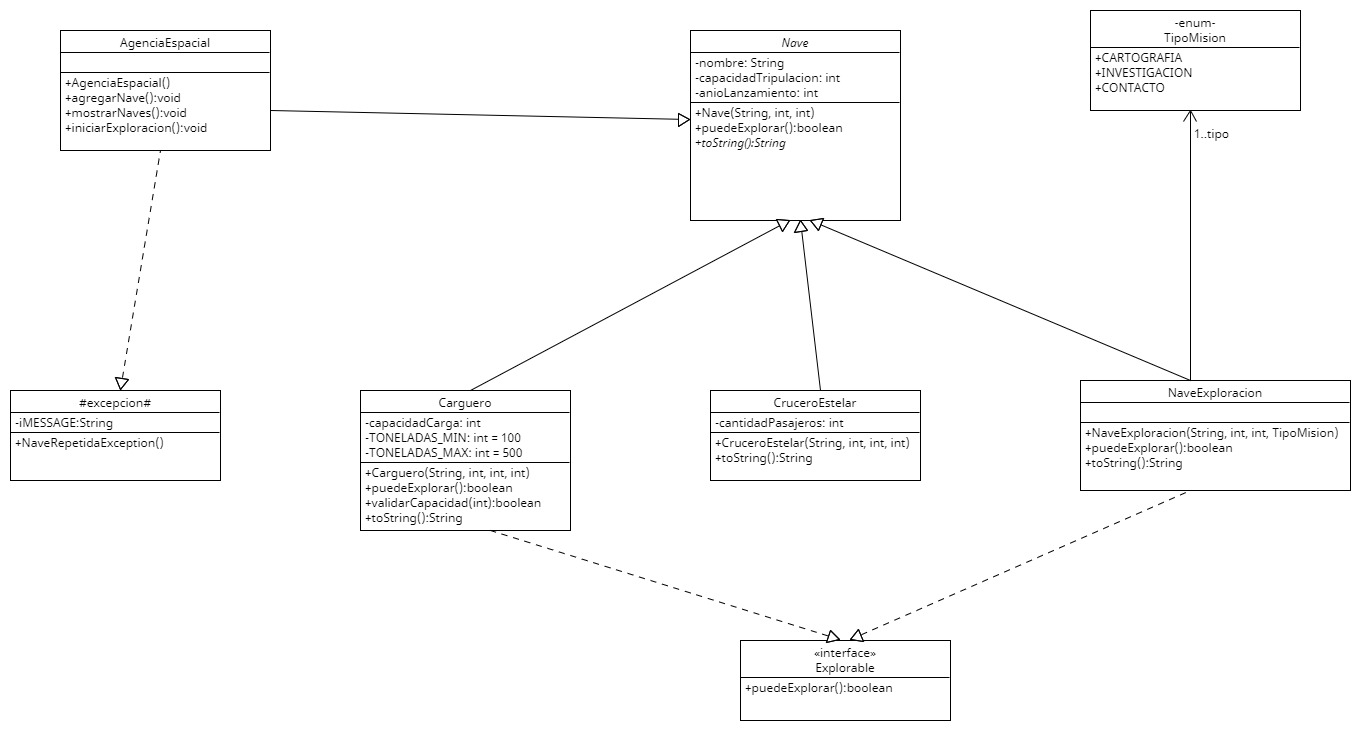 AgenciaEspacial
+AgenciaEspacial()
+agregarNave():void
+mostrarNaves():void
+iniciarExploracion():void
Nave
-nombre: String
-capacidadTripulacion: int
-anioLanzamiento: int
+Nave(String, int, int)
+puedeExplorar():boolean
+toString():String
-enum-
TipoMision
+CARTOGRAFIA
+INVESTIGACION
+CONTACTO
1..tipo
#excepcion#
-iMESSAGE:String
+NaveRepetidaException()
Carguero
-capacidadCarga: int
-TONELADAS_MIN: int = 100
-TONELADAS_MAX: int = 500
+Carguero(String, int, int, int)
+puedeExplorar():boolean
+validarCapacidad(int):boolean
+toString():String
CruceroEstelar
-cantidadPasajeros: int
+CruceroEstelar(String, int, int, int)
+toString():String
NaveExploracion
+NaveExploracion(String, int, int, TipoMision)
+puedeExplorar():boolean
+toString():String
«interface»
Explorable
+puedeExplorar():boolean